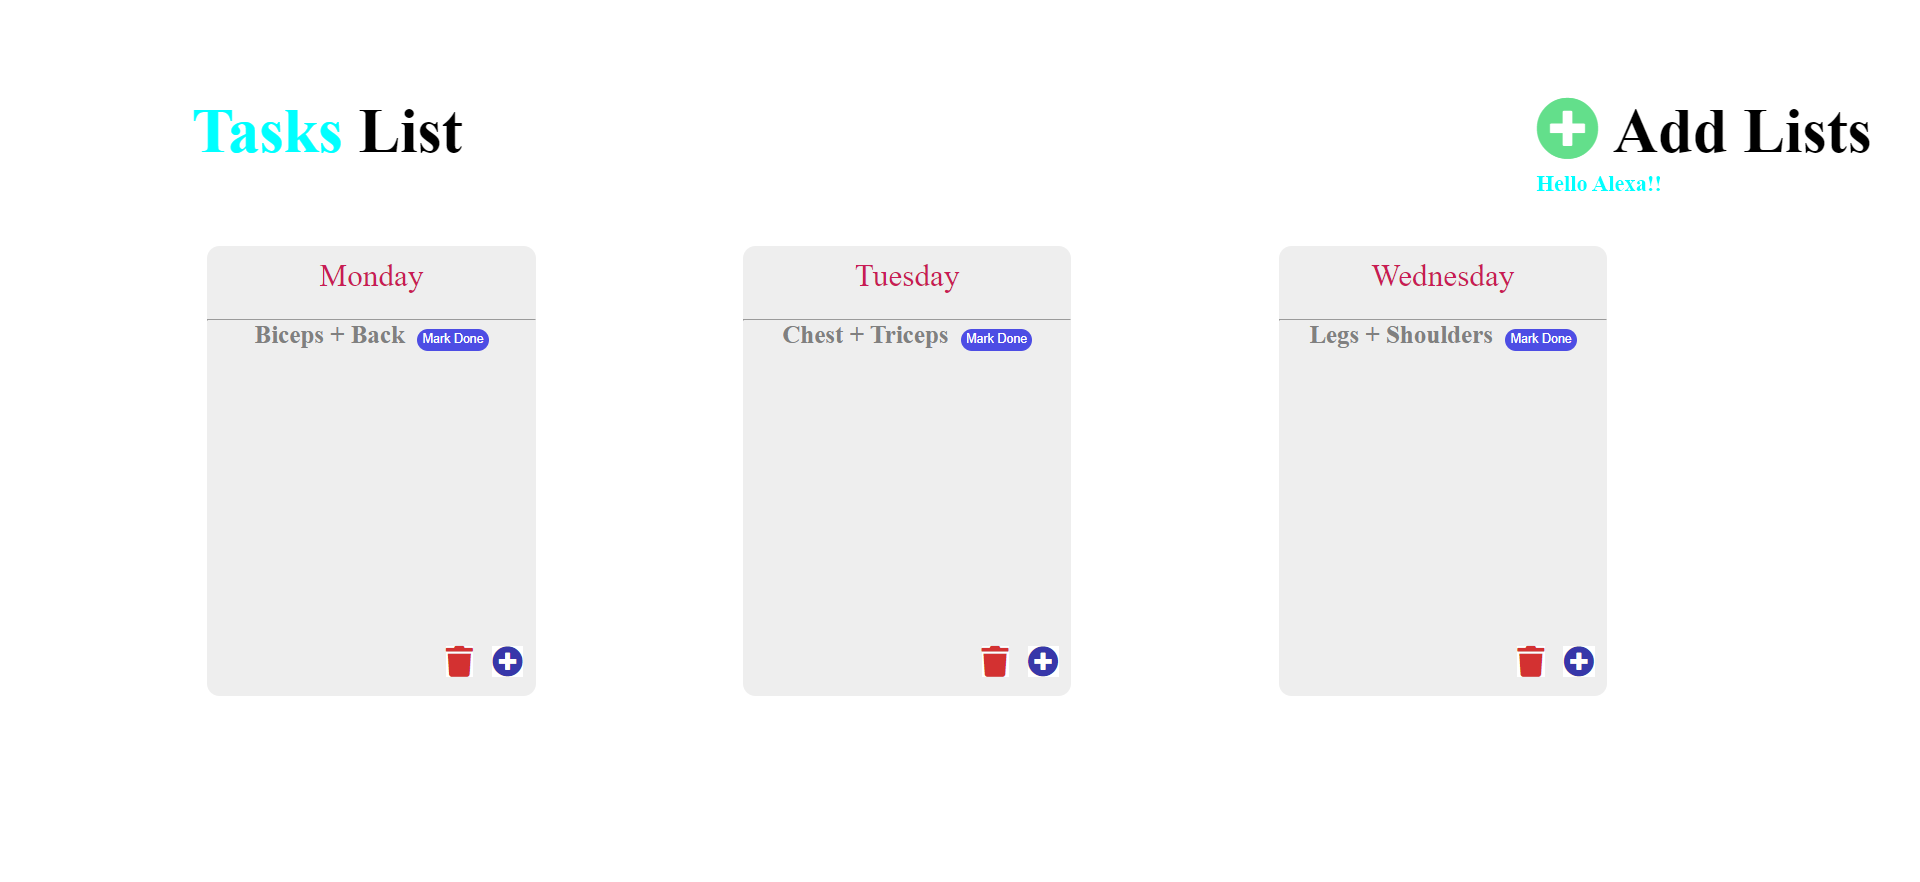 Tasks List
Add Lists
Hello Alexa!!
Monday
Biceps + Back Mark Done
Tuesday
Chest + Triceps Mark Done
Wednesday
Legs + Shoulders Mark Done